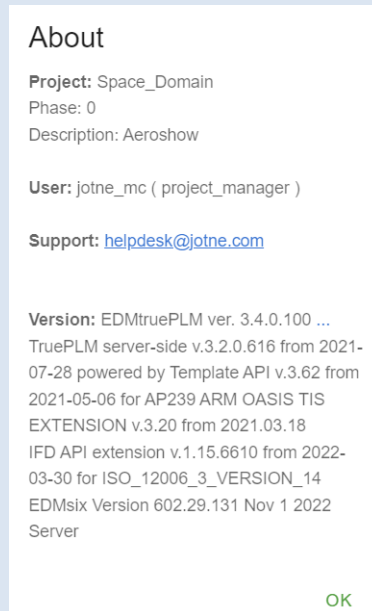 About
Project: Space_Domain
Phase: 0
Description: Aeroshow
User: jotne_mc ( project_manager )
Support: helpdesk@jotne.com
Version: EDMtruePLM ver. 3.4.0.100 ...
TruePLM server-side v.3.2.0.616 from 2021-
07-28 powered by Template API v.3.62 from
2021-05-06 for AP239 ARM OASIS TIS
EXTENSION v.3.20 from 2021.03.18
IFD API extension v.1.15.6610 from 2022-
03-30 for ISO_12006_3_VERSION_14
EDMsix Version 602.29.131 Nov 1 2022
Server
OK